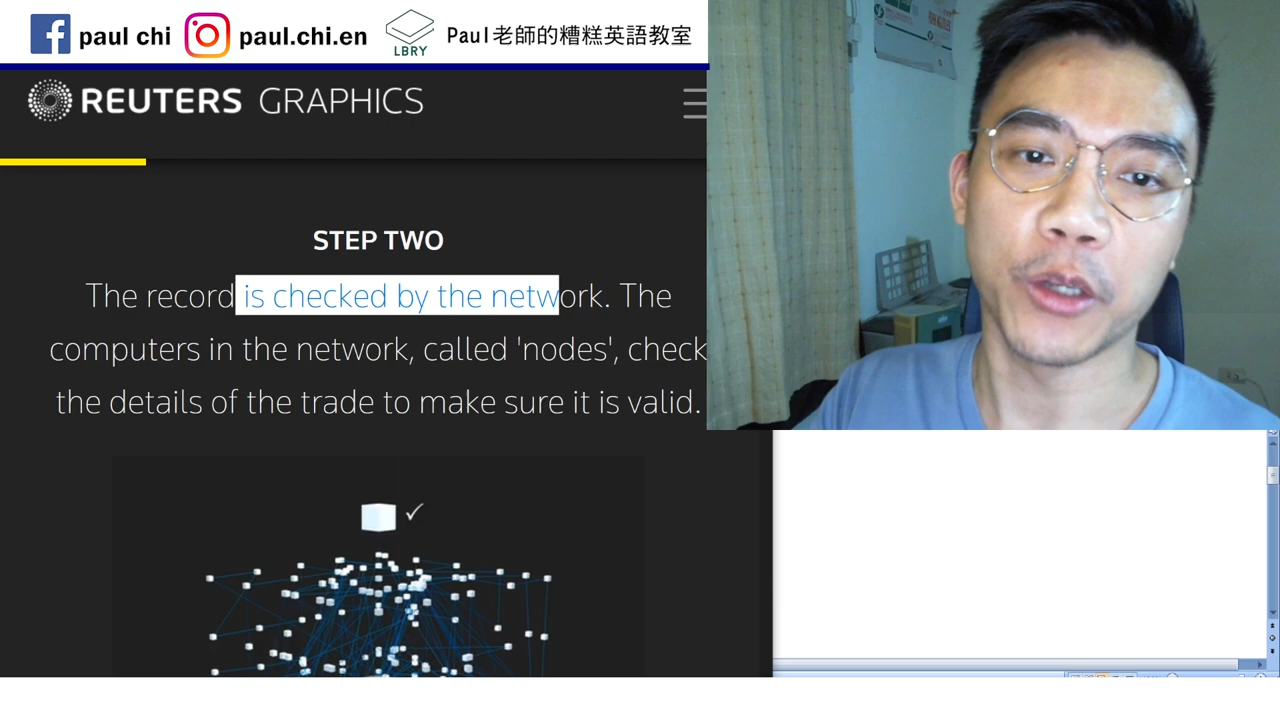 paul chi paul.chi.en LBRY Paul老師的糟糕英語教室
REUTERS GRAPHICS
STEP TWO
The record is checked by the network. The
computers in the network, called 'nodes', check
the details of the trade to make sure it is valid.